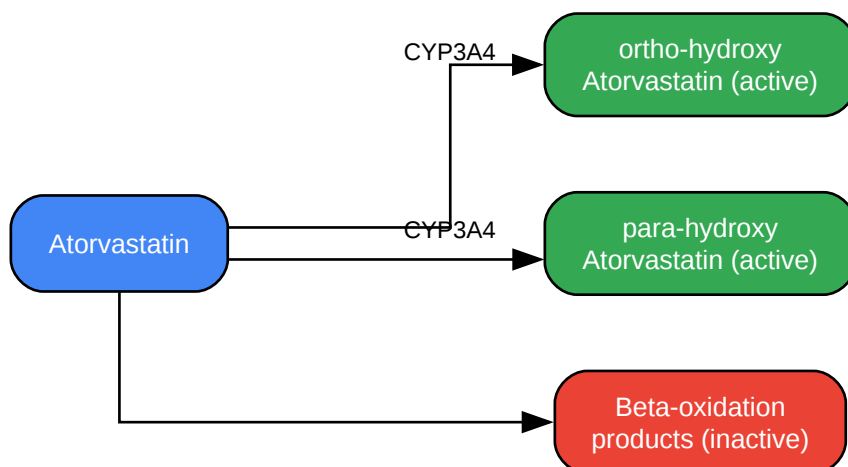 CYP3A4
ortho-hydroxy
Atorvastatin (active)
Atorvastatin
CYP3A4
para-hydroxy
Atorvastatin (active)
Beta-oxidation
products (inactive)